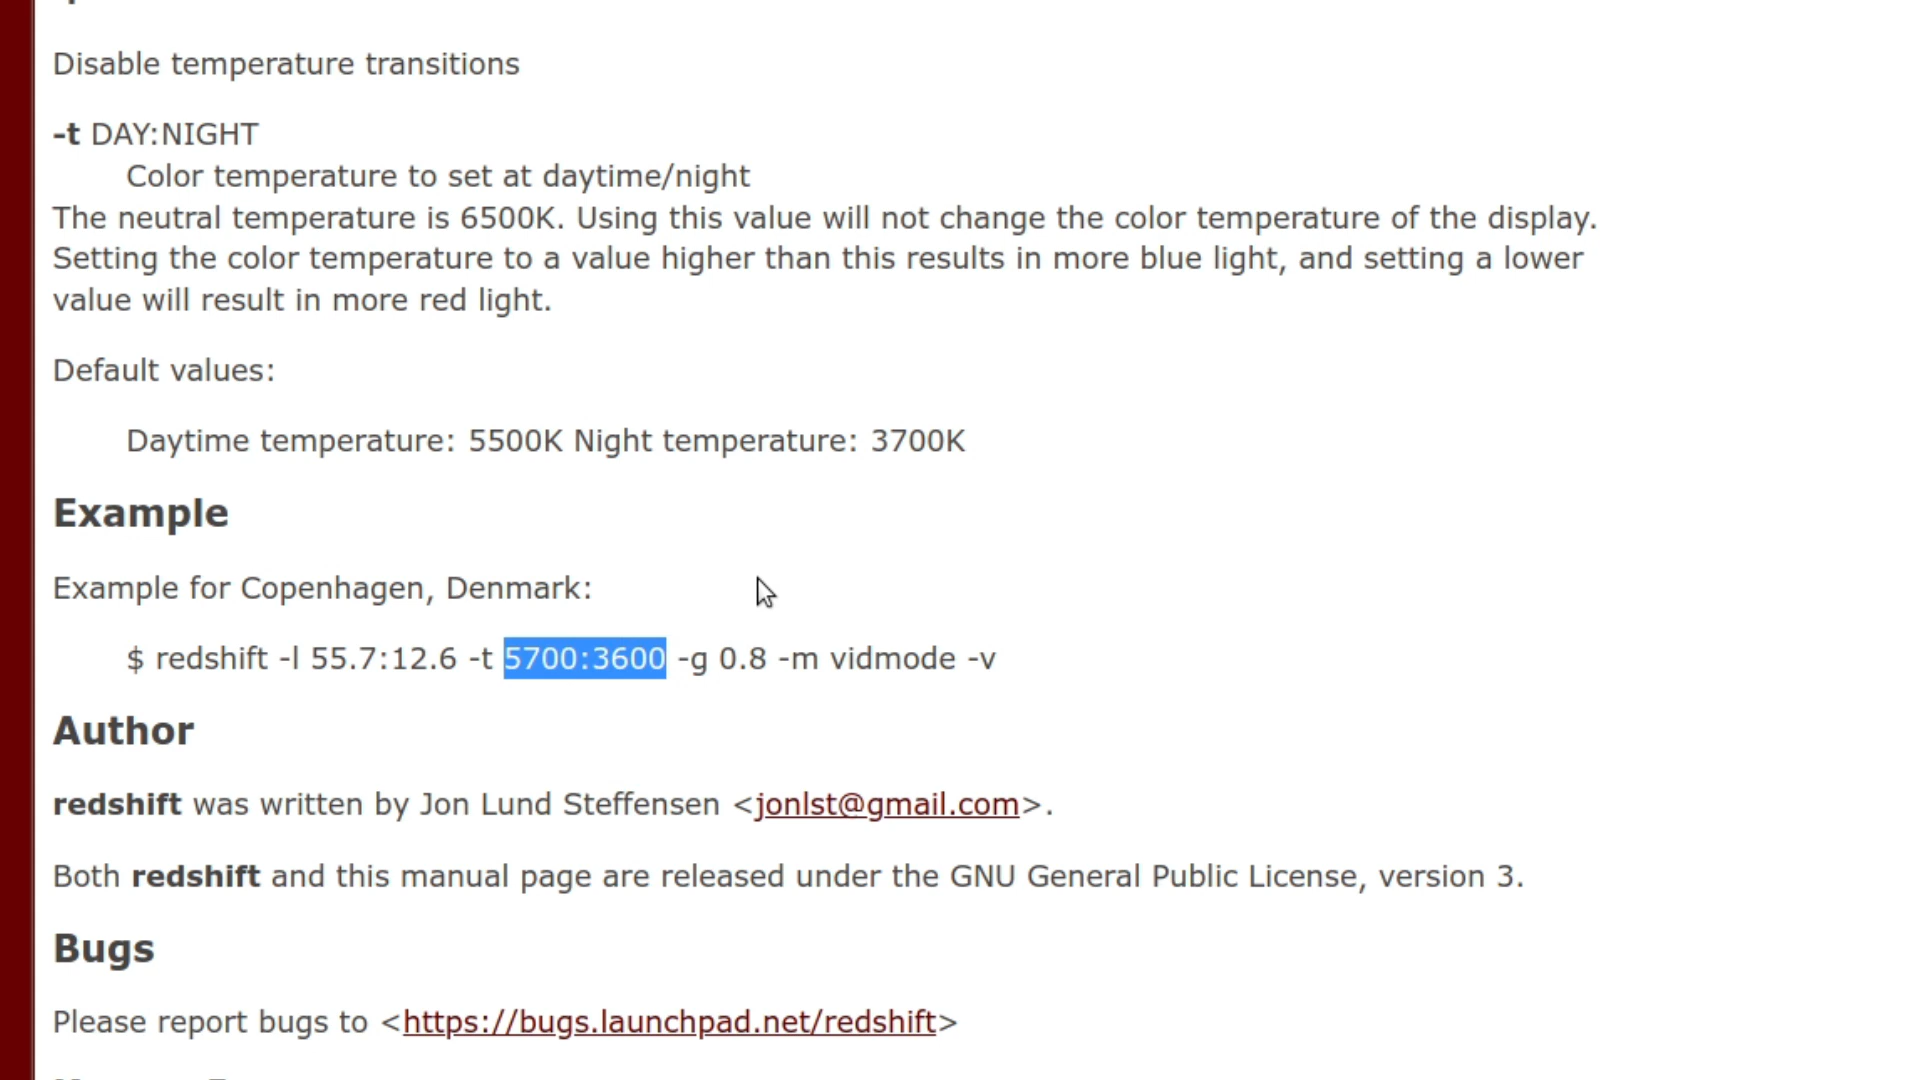 Disable temperature transitions
-t DAY:NIGHT
Color temperature to set at daytime/night
The neutral temperature is 6500K. Using this value will not change the color temperature of the display.
Setting the color temperature to a value higher than this results in more blue light, and setting a lower
value will result in more red light.
Default values:
Daytime temperature: 5500K Night temperature: 3700K
Example
Example for Copenhagen, Denmark:
$ redshift -l 55.7:12.6 -t 5700:3600 -g 0.8 -m vidmode -v
Author
redshift was written by Jon Lund Steffensen <jonlst@gmail.com>.
Both redshift and this manual page are released under the GNU General Public License, version 3.
Bugs
Please report bugs to <https://bugs.launchpad.net/redshift>